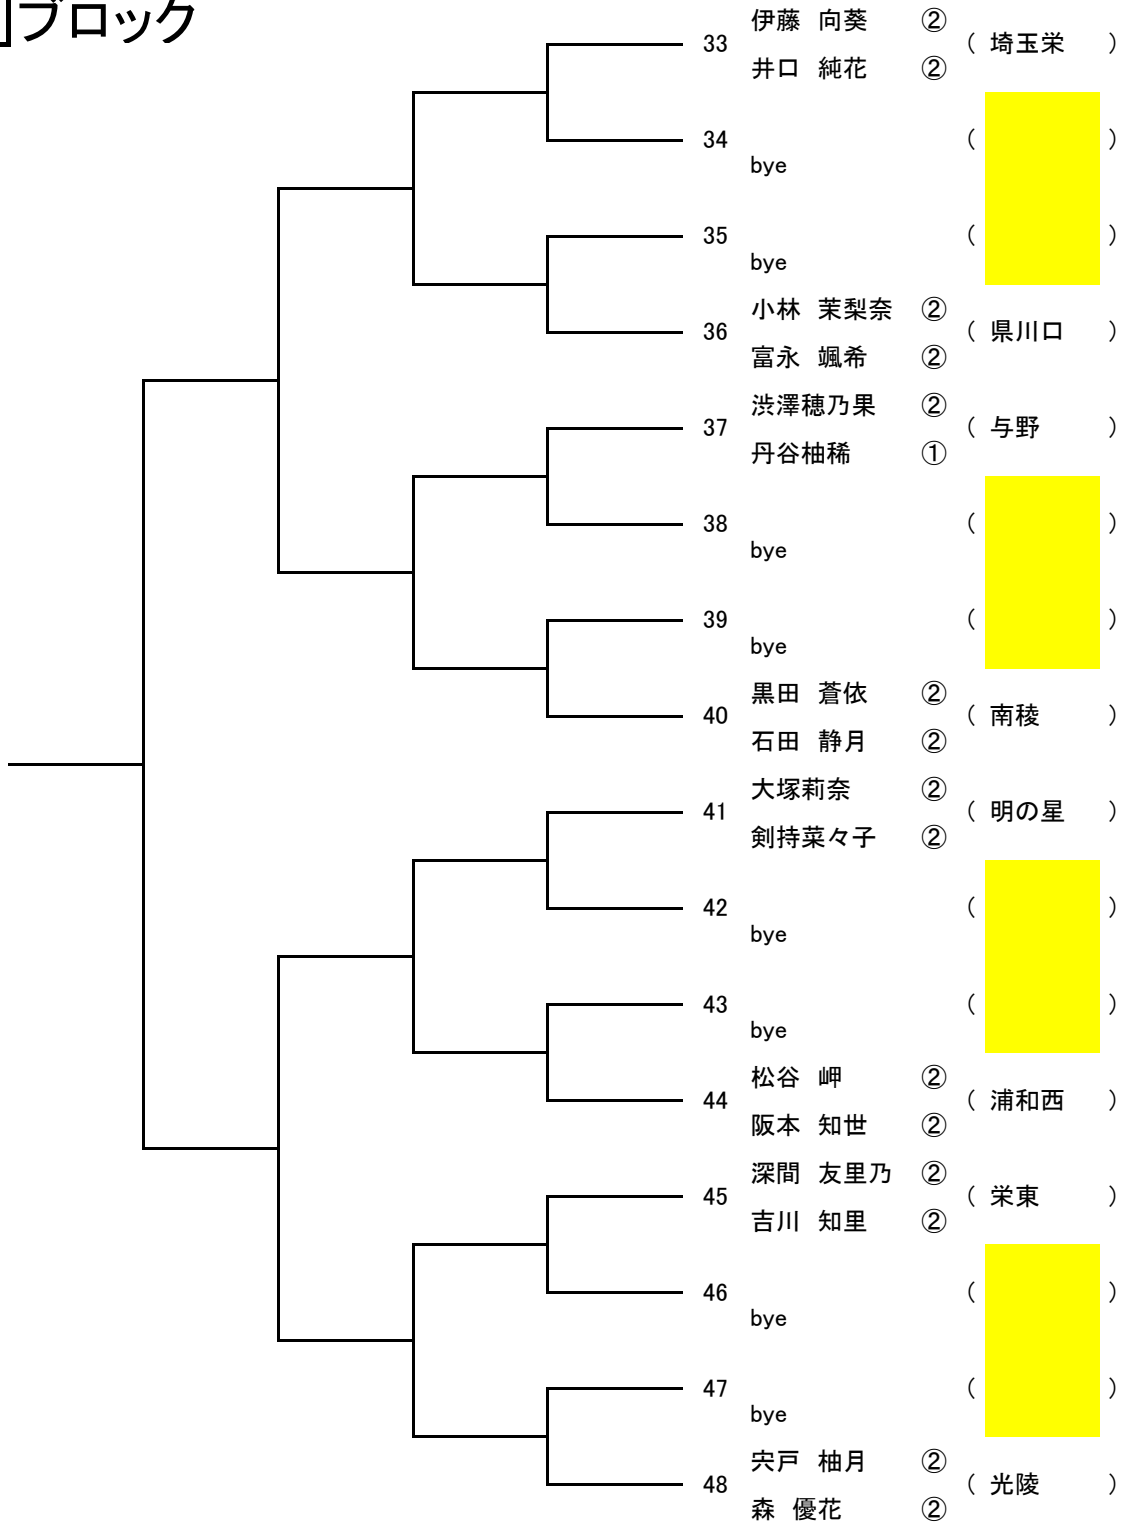 ブロック
伊藤 向葵 ②
33 ( 埼玉栄 )
井口 純花 ②
34 ( )
bye
35 ( )
bye
小林 茉梨奈 ②
36 ( 県川口 )
富永 颯希 ②
渋澤穂乃果 ②
37 ( 与野 )
丹谷柚稀 ①
38 ( )
bye
39 ( )
bye
黒田 蒼依 ②
40 ( 南稜 )
石田 静月 ②
大塚莉奈 ②
41 ( 明の星 )
剣持菜々子 ②
42 ( )
bye
43 ( )
bye
松谷 岬 ②
44 ( 浦和西 )
阪本 知世 ②
深間 友里乃 ②
45 ( 栄東 )
吉川 知里 ②
46 ( )
bye
47 ( )
bye
宍戸 柚月 ②
48 ( 光陵 )
森 優花 ②